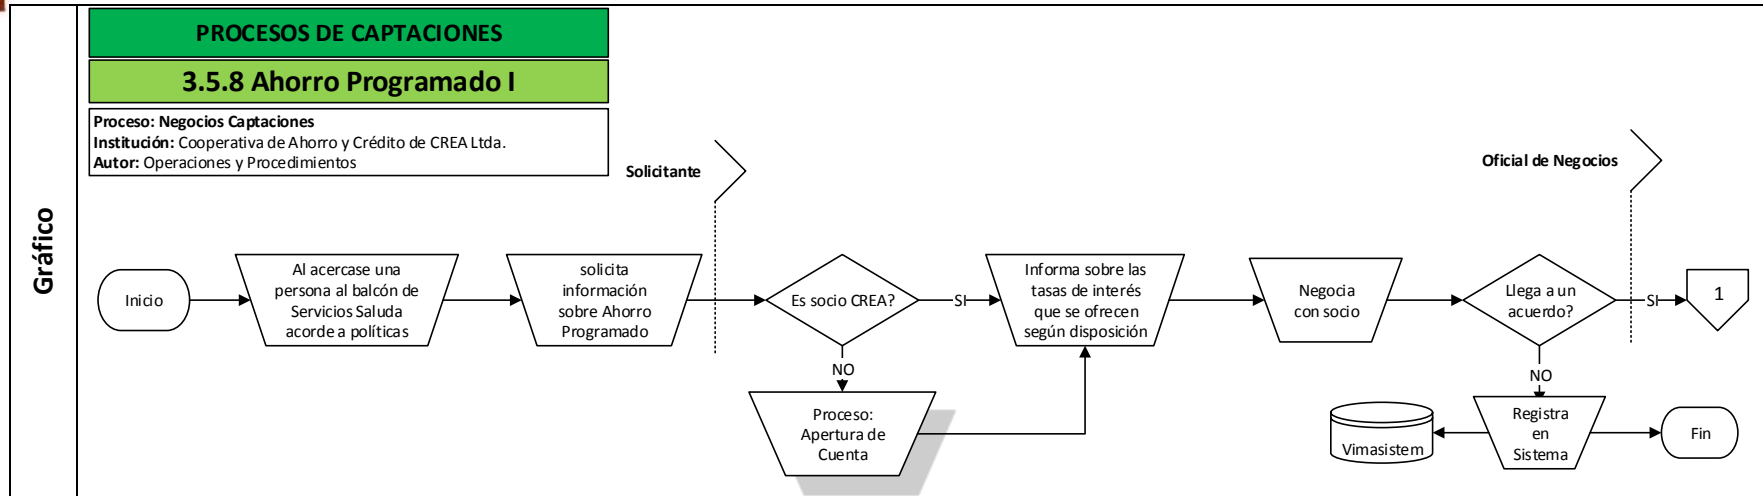 PROCESOS DE CAPTACIONES
3.5.8 Ahorro Programado I
Proceso: Negocios Captaciones
Institución: Cooperativa de Ahorro y Crédito de CREA Ltda.
Autor: Operaciones y Procedimientos
Gráfico
Solicitante
Oficial de Negocios
Inicio
Al acercase una
persona al balcón de
Servicios Saluda
acorde a políticas
solicita
información
sobre Ahorro
Programado
Es socio CREA?
SI
Informa sobre las
tasas de interés
que se ofrecen
según disposición
Negocia
con socio
Llega a un
acuerdo?
SI
1
NO
Proceso:
Apertura de
Cuenta
NO
Registra
en
Sistema
Vimasistem
Fin